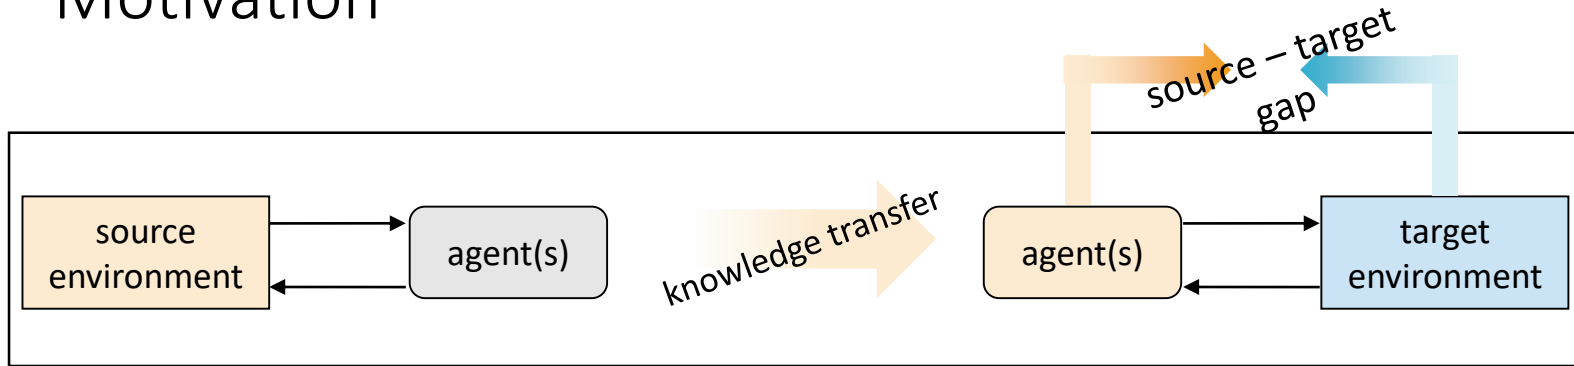 Motivation
source – target
gap
source
environment
agent(s)
knowledge transfer
agent(s)
target
environment